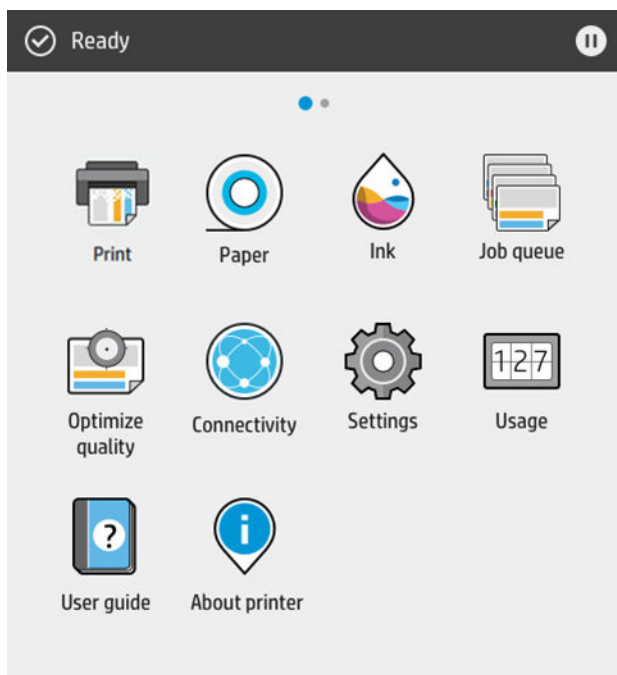 Ready
Print
Paper
Ink
Job queue
Optimize
quality
Connectivity
Settings
127
Usage
?
User guide
i
About printer